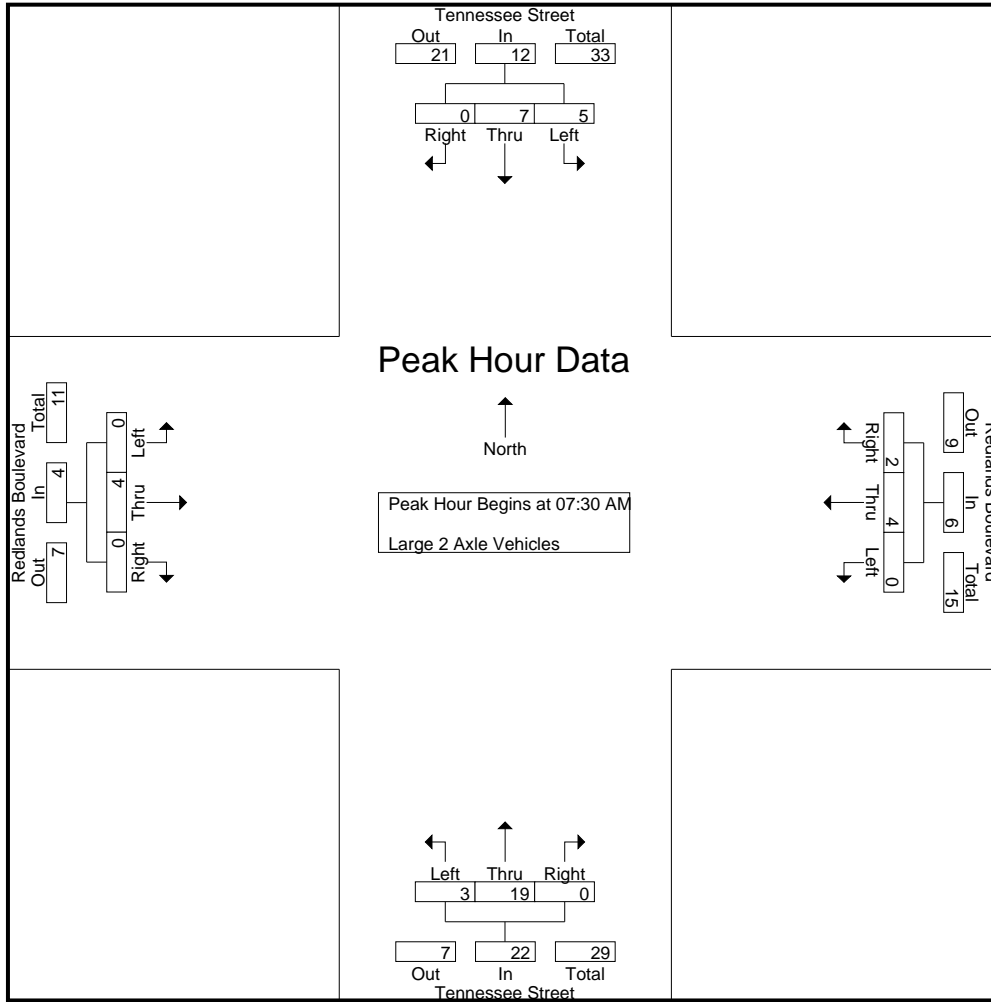 Tennessee Street
Out In Total
21 12 33
0 7 5
Right Thru Left
Peak Hour Data
North
Peak Hour Begins at 07:30 AM
Large 2 Axle Vehicles
Redlands Boulevard
Total In Out
11 4 7
0 4 0
Left Thru Right
Redlands Boulevard
Out In Total
9 6 15
2 4 0
Right Thru Left
Left Thru Right
3 19 0
7 22 29
Out In Total
Tennessee Street